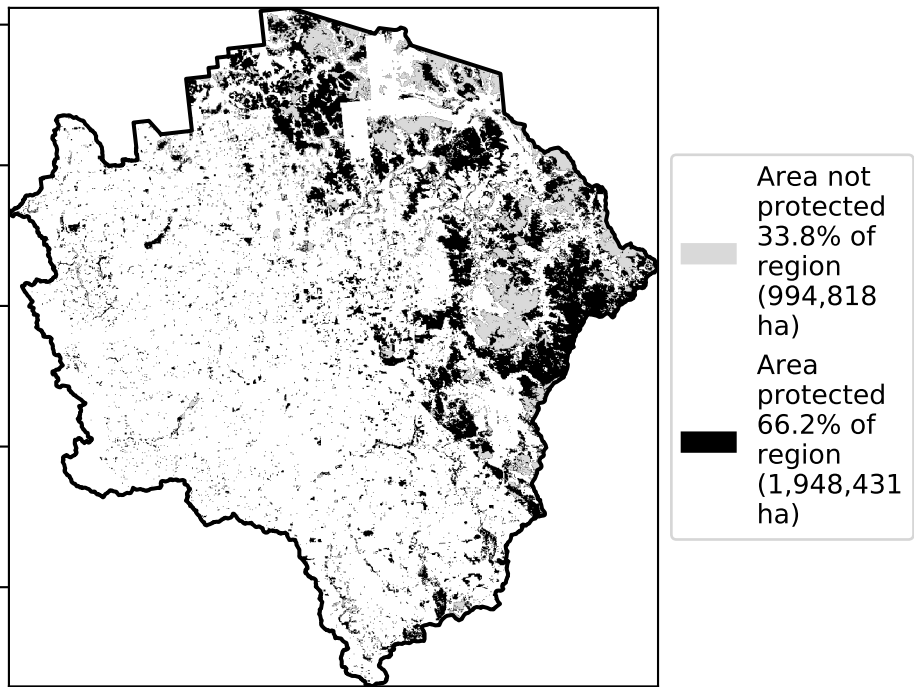 Area not
protected
33.8% of
region
(994,818
ha)
Area
protected
66.2% of
region
(1,948,431
ha)